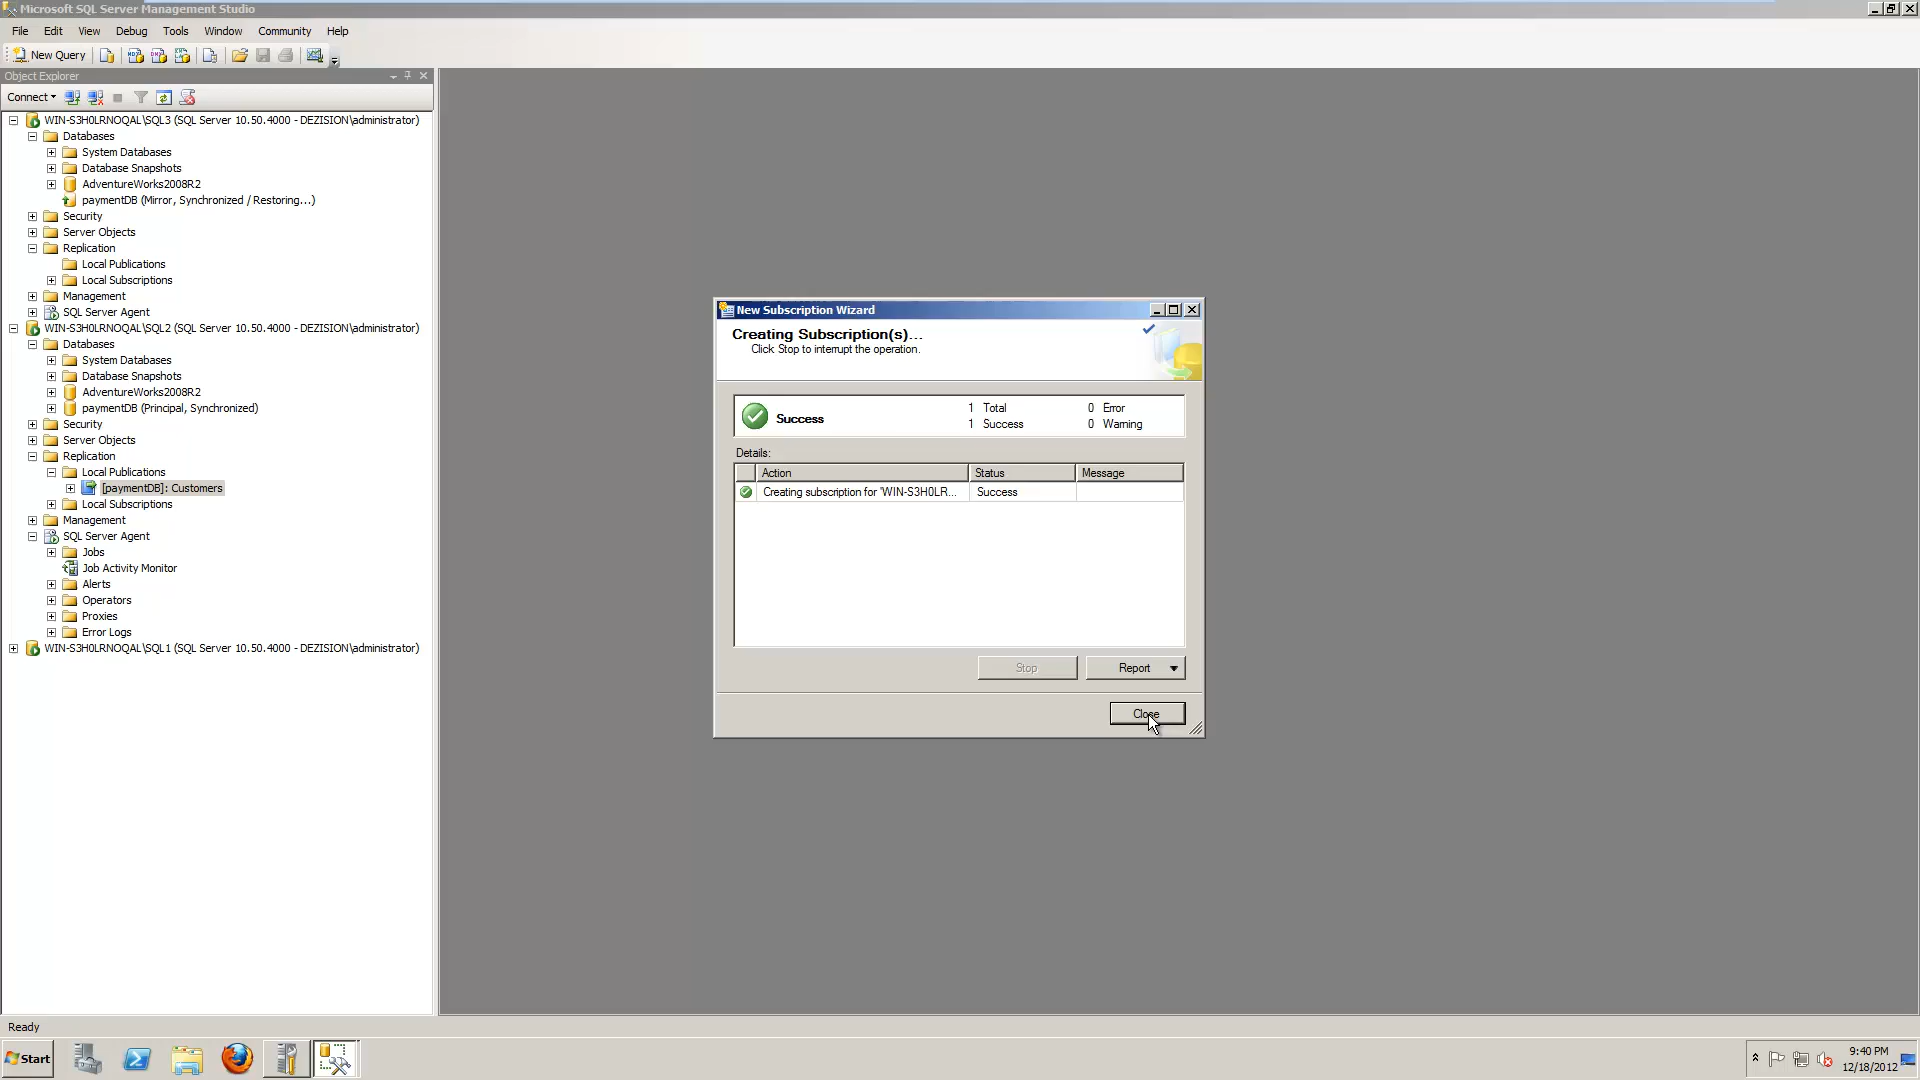 Microsoft SQL Server Management Studio
File Edit View Debug Tools Window Community Help
New Query
Object Explorer
Connect
WIN-S3H0LRNOQAL\SQL3 (SQL Server 10.50.4000 - DEZISION\administrator)
Databases
System Databases
Database Snapshots
AdventureWorks2008R2
paymentDB (Mirror, Synchronized / Restoring...)
Security
Server Objects
Replication
Local Publications
Local Subscriptions
Management
SQL Server Agent
WIN-S3H0LRNOQAL\SQL2 (SQL Server 10.50.4000 - DEZISION\administrator)
Databases
System Databases
Database Snapshots
AdventureWorks2008R2
paymentDB (Principal, Synchronized)
Security
Server Objects
Replication
Local Publications
[paymentDB]: Customers
Local Subscriptions
Management
SQL Server Agent
Jobs
Job Activity Monitor
Alerts
Operators
Proxies
Error Logs
WIN-S3H0LRNOQAL\SQL1 (SQL Server 10.50.4000 - DEZISION\administrator)
New Subscription Wizard
Creating Subscription(s)...
Click Stop to interrupt the operation.
Success
1 Total 0 Error
1 Success 0 Warning
Details:
Action Status Message
Creating subscription for 'WIN-S3H0LR... Success
Stop Report
Close
Ready
Start
9:40 PM
12/18/2012